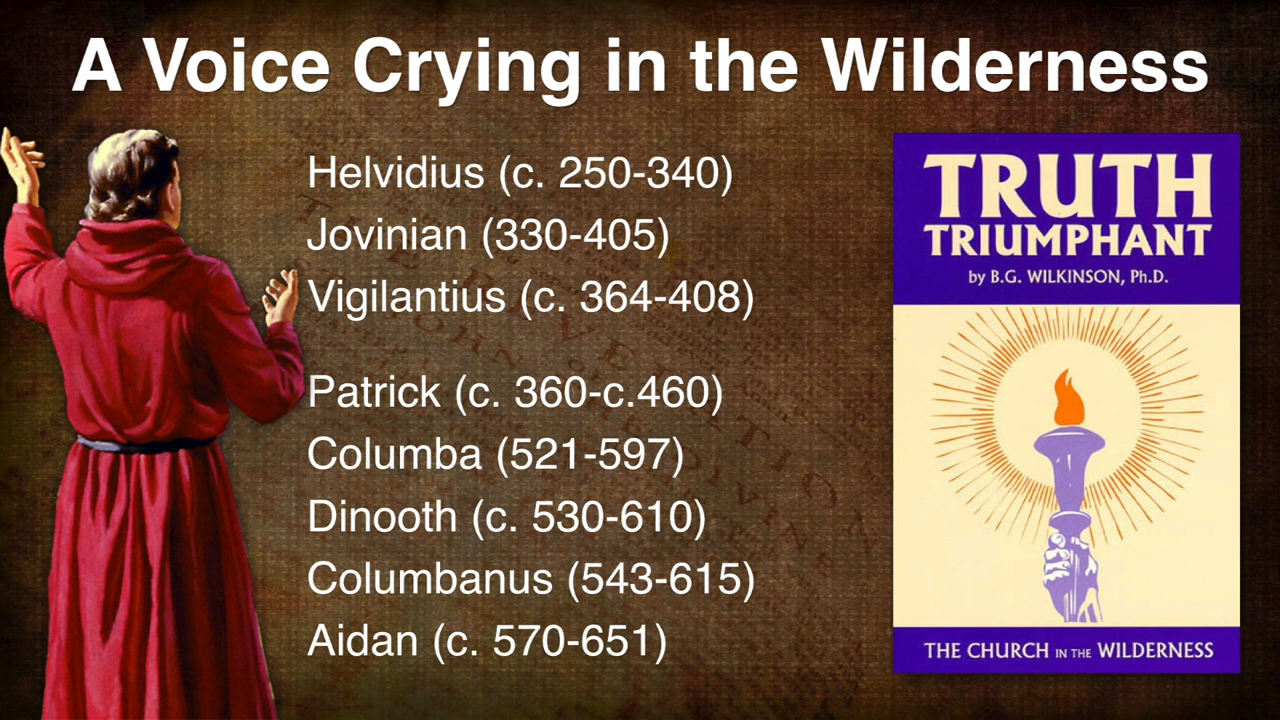 A Voice Crying in the Wilderness
Helvidius (c. 250-340)
Jovinian (330-405)
Vigilantius (c. 364-408)
Patrick (c. 360-c.460)
Columba (521-597)
Dinooth (c. 530-610)
Columbanus (543-615)
Aidan (c. 570-651)
TRUTH
TRIUMPHANT
by B.G. WILKINSON, Ph.D.
THE CHURCH IN THE WILDERNESS